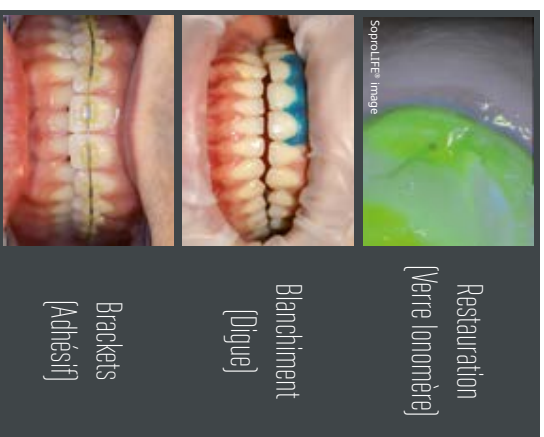 SoproLIFE® image
Restauration
(Verre Ionomère)
Blanchiment
(Digue)
Brackets
(Adhésif)